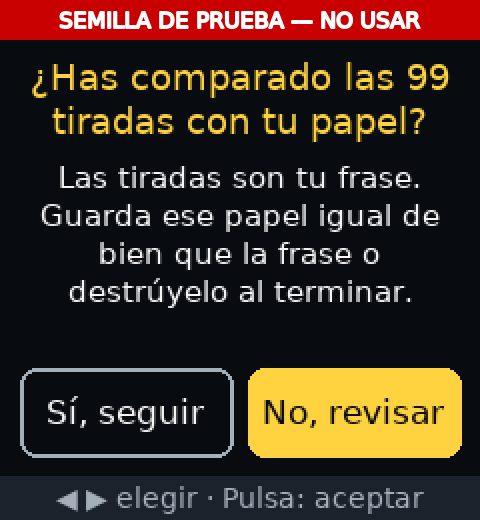 SEMILLA DE PRUEBA — NO USAR
¿Has comparado las 99
tiradas con tu papel?
Las tiradas son tu frase.
Guarda ese papel igual de
bien que la frase o
destrúyelo al terminar.
Sí, seguir
No, revisar
◀ ▶ elegir · Pulsa: aceptar